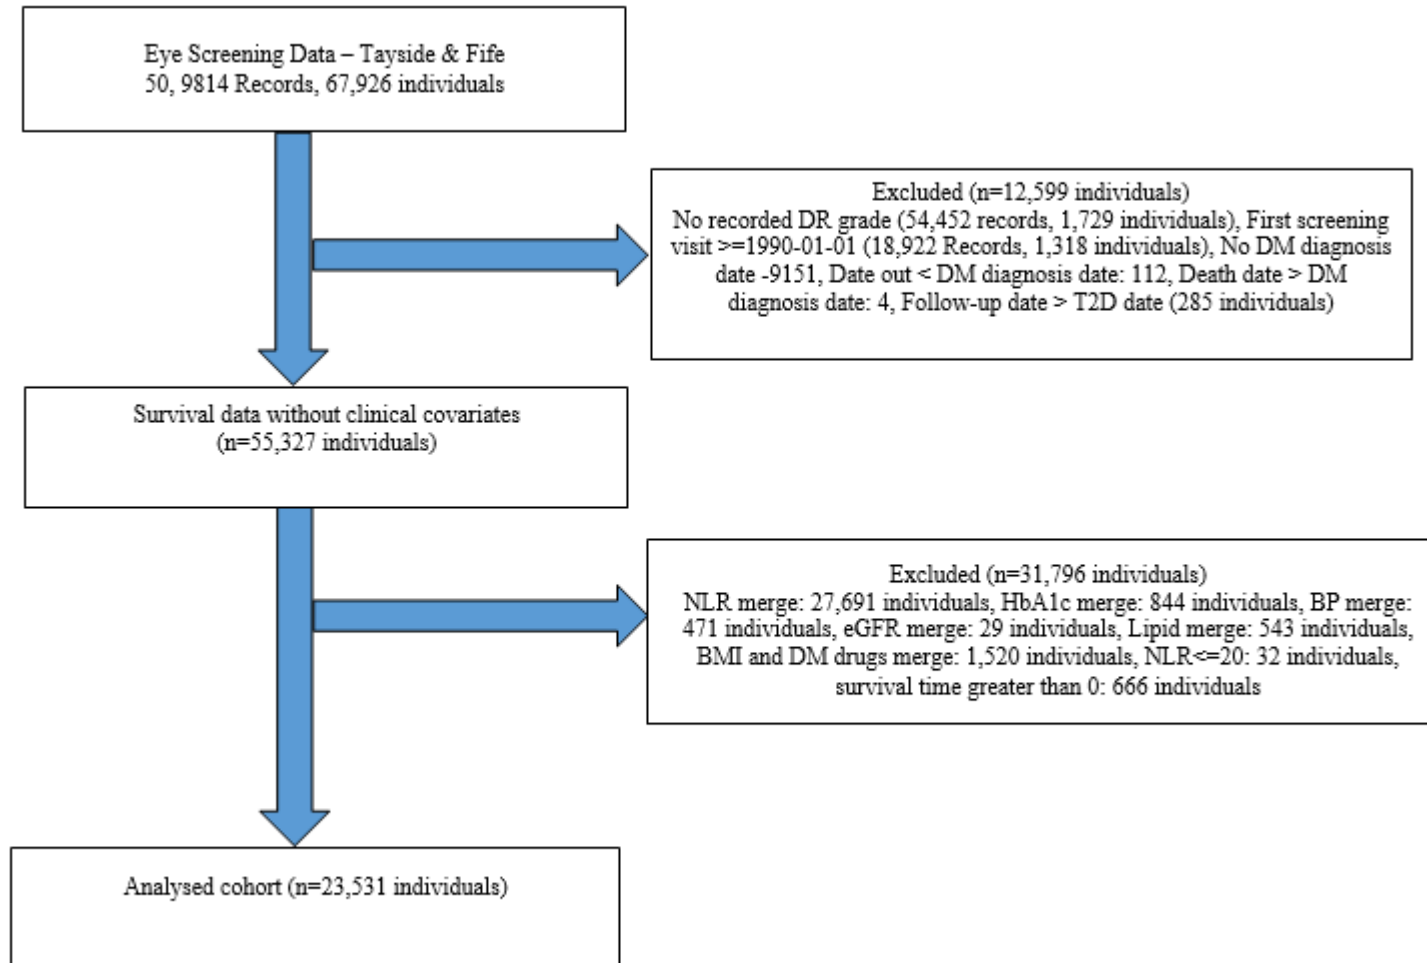 Eye Screening Data – Tayside & Fife
50, 9814 Records, 67,926 individuals
Excluded (n=12,599 individuals)
No recorded DR grade (54,452 records, 1,729 individuals), First screening
visit >=1990-01-01 (18,922 Records, 1,318 individuals), No DM diagnosis
date -9151, Date out < DM diagnosis date: 112, Death date > DM
diagnosis date: 4, Follow-up date > T2D date (285 individuals)
Survival data without clinical covariates
(n=55,327 individuals)
Excluded (n=31,796 individuals)
NLR merge: 27,691 individuals, HbA1c merge: 844 individuals, BP merge:
471 individuals, eGFR merge: 29 individuals, Lipid merge: 543 individuals,
BMI and DM drugs merge: 1,520 individuals, NLR<=20: 32 individuals,
survival time greater than 0: 666 individuals
Analysed cohort (n=23,531 individuals)